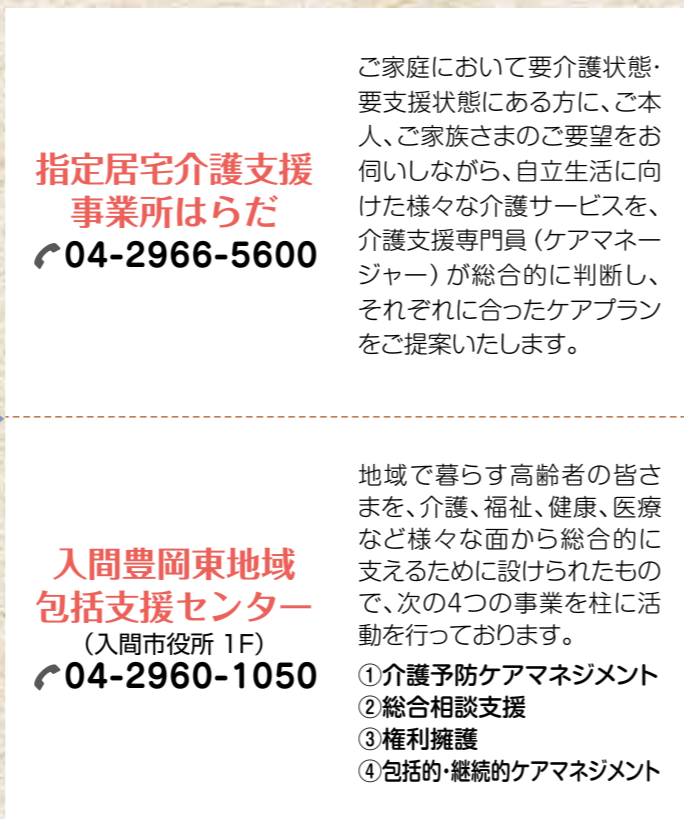 指定居宅介護支援
事業所はらだ
04-2966-5600
ご家庭において要介護状態・
要支援状態にある方に、ご本
人、ご家族さまのご要望をお
伺いしながら、自立生活に向
けた様々な介護サービスを、
介護支援専門員(ケアマネー
ジャー)が総合的に判断し、
それぞれに合ったケアプラン
をご提案いたします。
入間豊岡東地域
包括支援センター
(入間市役所 1F)
04-2960-1050
地域で暮らす高齢者の皆さ
まを、介護、福祉、健康、医療
など様々な面から総合的に
支えるために設けられたもの
で、次の4つの事業を柱に活
動を行っております。
①介護予防ケアマネジメント
②総合相談支援
③権利擁護
④包括的・継続的ケアマネジメント